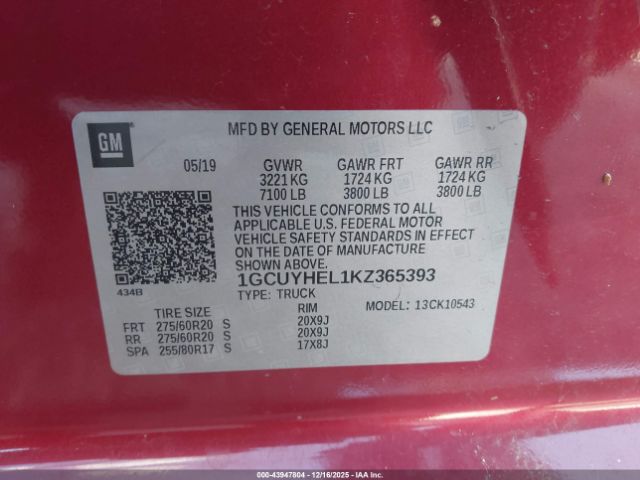 GM
MFD BY GENERAL MOTORS LLC
05/19 GVWR GAWR FRT GAWR RR
3221 KG 1724 KG 1724 KG
7100 LB 3800 LB 3800 LB
THIS VEHICLE CONFORMS TO ALL
APPLICABLE U.S. FEDERAL MOTOR
VEHICLE SAFETY STANDARDS IN EFFECT
ON THE DATE OF MANUFACTURE
SHOWN ABOVE.
434B
1GCUYHEL1KZ365393
TYPE: TRUCK
MODEL: 13CK10543
TIRE SIZE RIM
FRT 275/60R20 S 20X9J
RR 275/60R20 S 20X9J
SPA 255/80R17 S 17X8J
000-43947804 | 12/16/2025 - IAAI.COM